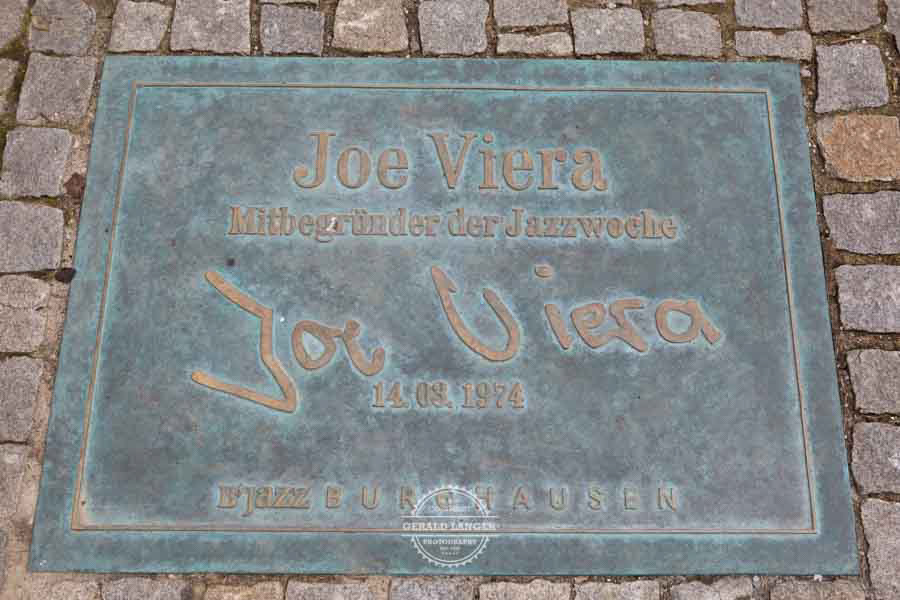 Joe Viera
Mitbegründer der Jazzwoche
Joe Viera
14.03.1974
B'jazz BURGHAUSEN
GERALD LANGER
PHOTOGRAPHY